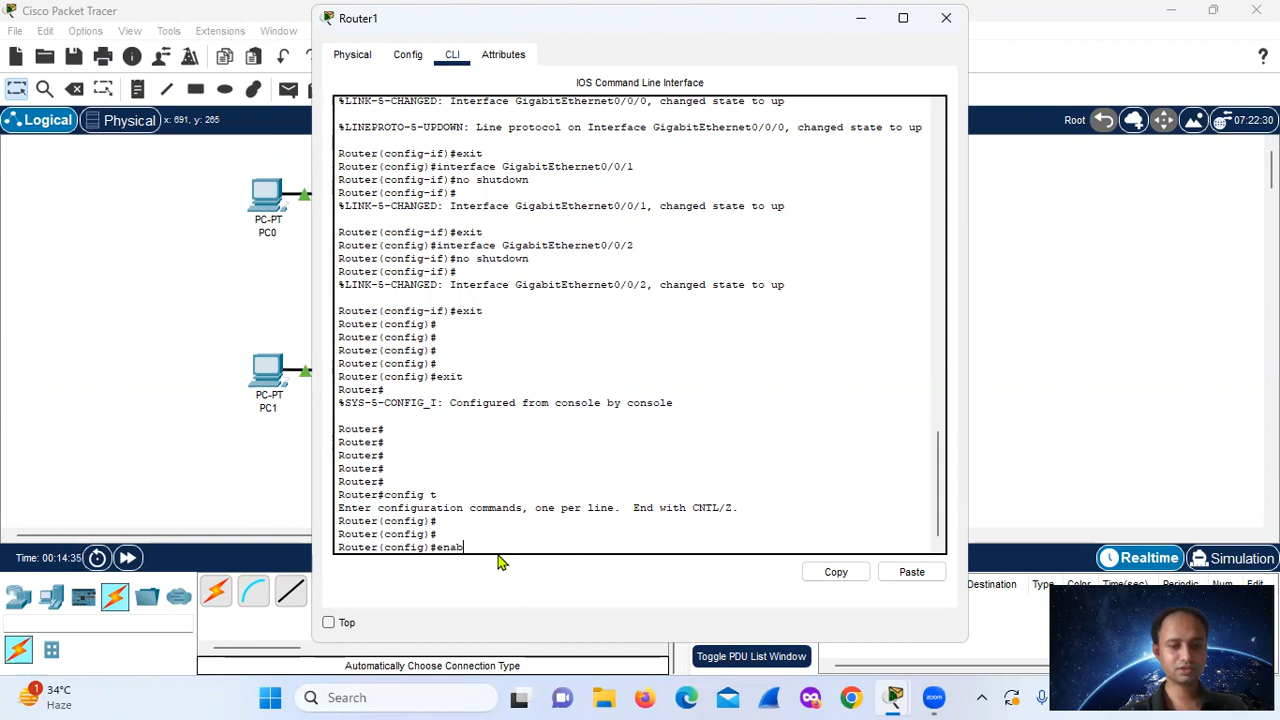 Cisco Packet Tracer
File Edit Options View Tools Extensions Window
Logical Physical x: 691, y: 265
Root 07:22:30
PC-PT
PC0
PC-PT
PC1
Router1
Physical Config CLI Attributes
IOS Command Line Interface
%LINK-5-CHANGED: Interface GigabitEthernet0/0/0, changed state to up
%LINEPROTO-5-UPDOWN: Line protocol on Interface GigabitEthernet0/0/0, changed state to up
Router(config-if)#exit
Router(config)#interface GigabitEthernet0/0/1
Router(config-if)#no shutdown
Router(config-if)#
%LINK-5-CHANGED: Interface GigabitEthernet0/0/1, changed state to up
Router(config-if)#exit
Router(config)#interface GigabitEthernet0/0/2
Router(config-if)#no shutdown
Router(config-if)#
%LINK-5-CHANGED: Interface GigabitEthernet0/0/2, changed state to up
Router(config-if)#exit
Router(config)#
Router(config)#
Router(config)#
Router(config)#
Router(config)#exit
Router#
%SYS-5-CONFIG_I: Configured from console by console
Router#
Router#
Router#
Router#
Router#
Router#config t
Enter configuration commands, one per line. End with CNTL/Z.
Router(config)#
Router(config)#
Router(config)#enab
Copy Paste
Top
Time: 00:14:35
Realtime Simulation
Destination Type Color Time(sec) Periodic Num Edit
Automatically Choose Connection Type
Toggle PDU List Window
1
34°C
Haze
Search